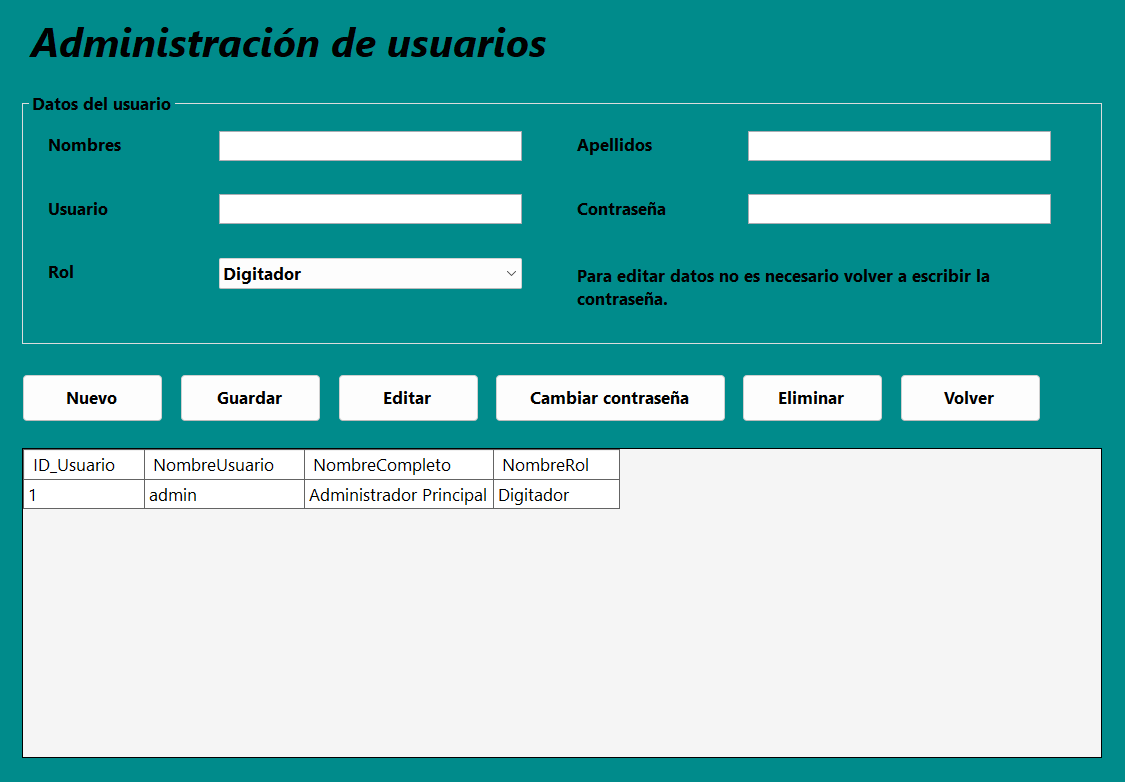 Administración de usuarios
Datos del usuario
Nombres
Apellidos
Usuario
Contraseña
Rol
Digitador
Para editar datos no es necesario volver a escribir la
contraseña.
Nuevo
Guardar
Editar
Cambiar contraseña
Eliminar
Volver
ID_Usuario NombreUsuario NombreCompleto NombreRol
1 admin Administrador Principal Digitador